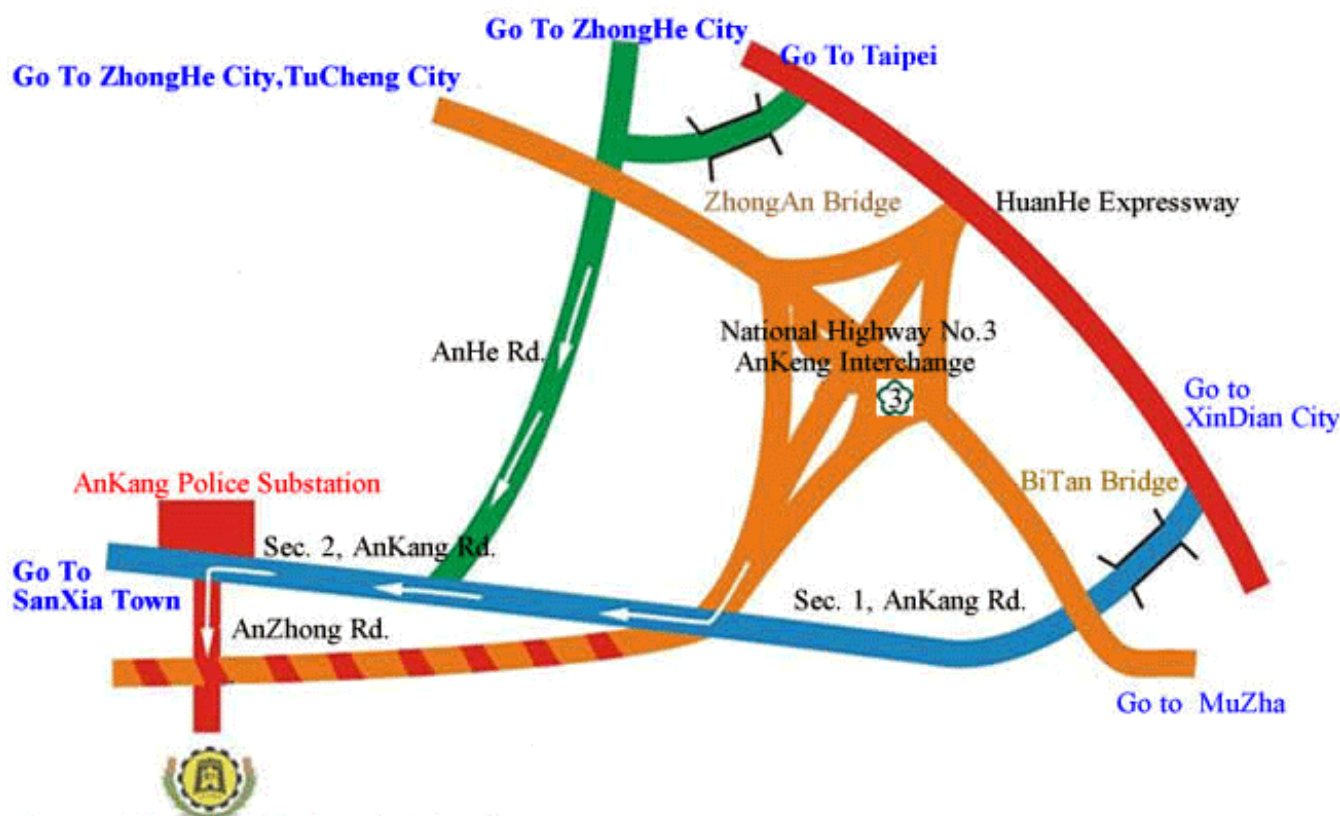 Go To ZhongHe City
Go To Taipei
Go To ZhongHe City,TuCheng City
ZhongAn Bridge
HuanHe Expressway
National Highway No.3
AnKeng Interchange
AnHe Rd.
3
Go to
XinDian City
AnKang Police Substation
BiTan Bridge
Sec. 2, AnKang Rd.
Go To
SanXia Town
Sec. 1, AnKang Rd.
AnZhong Rd.
Go to MuZha